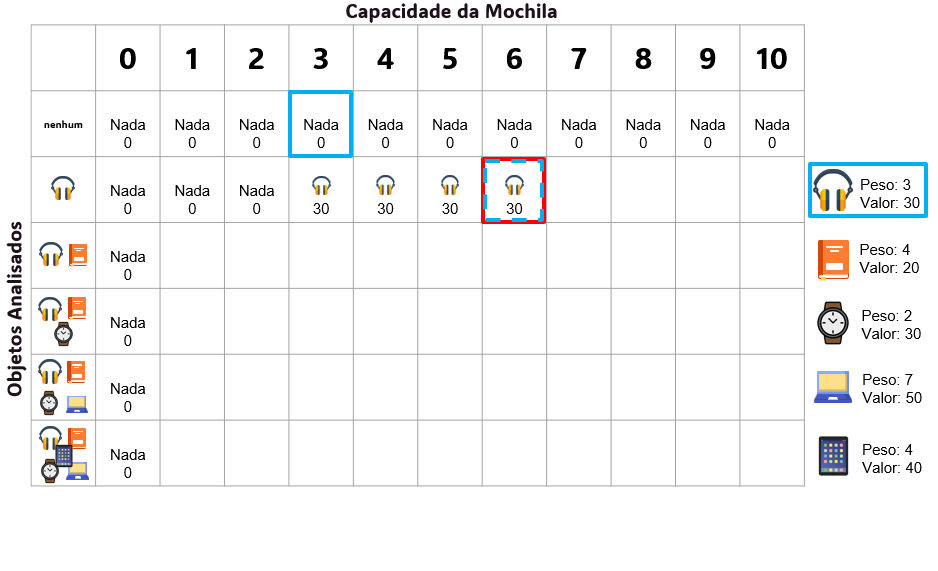 Capacidade da Mochila
0 1 2 3 4 5 6 7 8 9 10
nenhum
Nada Nada Nada Nada Nada Nada Nada Nada Nada Nada Nada
0 0 0 0 0 0 0 0 0 0 0
Nada Nada Nada
0 0 0 30 30 30 30
Peso: 3
Valor: 30
Nada
0
Peso: 4
Valor: 20
Nada
0
Peso: 2
Valor: 30
Nada
0
Peso: 7
Valor: 50
Nada
0
Peso: 4
Valor: 40
Objetos Analisados